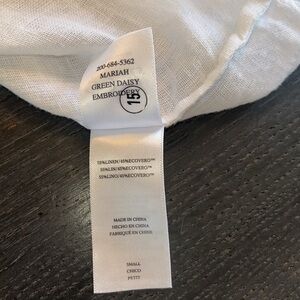 200-684-5362
MARIAH
GREEN DAISY
EMBROIDERY
15
55%LINEN/45%ECOVERO™
55%LIN/45%ECOVERO™
55%LINO/45%ECOVERO™
MADE IN CHINA
HECHO EN CHINA
FABRIQUÉ EN CHINE
SMALL
CHICO
PETIT